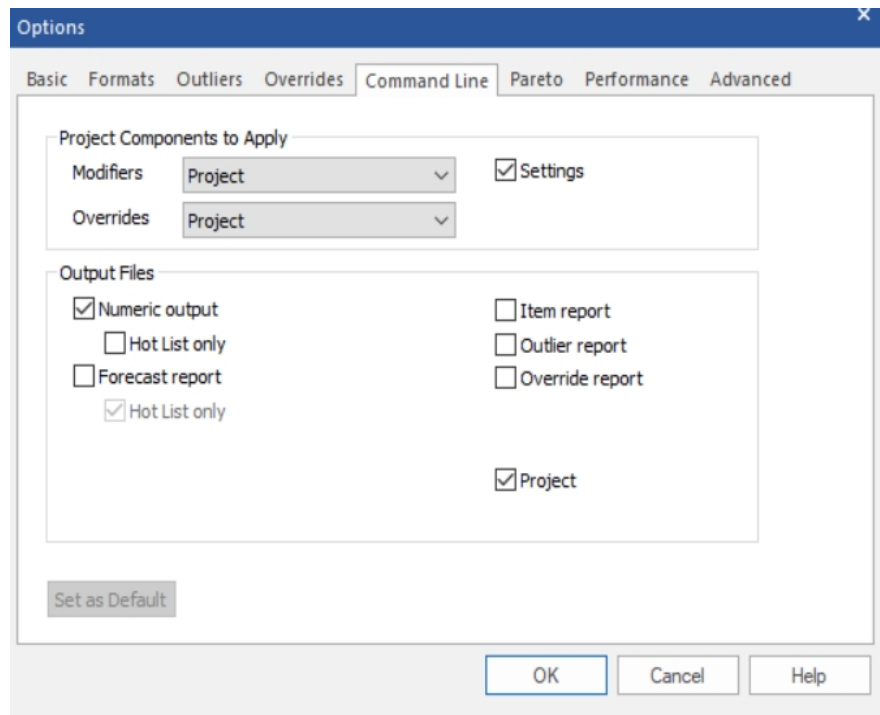 Options
Basic Formats Outliers Overrides Command Line Pareto Performance Advanced
Project Components to Apply
Modifiers Project Settings
Overrides Project
Output Files
Numeric output Item report
Hot List only Outlier report
Forecast report Override report
Hot List only
Project
Set as Default
OK Cancel Help